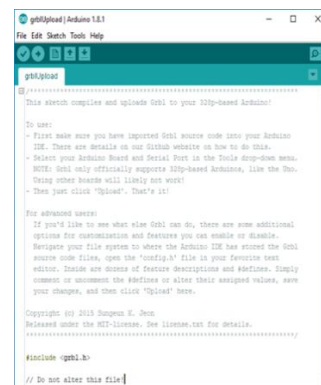 grblUpload | Arduino 1.8.1
File Edit Sketch Tools Help
grblUpload
/***********************************************************************
This sketch compiles and uploads Grbl to your 328p-based Arduino!
To use:
- First make sure you have imported Grbl source code into your Arduino
IDE. There are details on our Github website on how to do this.
- Select your Arduino Board and Serial Port in the Tools drop-down menu.
NOTE: Grbl only officially supports 328p-based Arduinos, like the Uno.
Using other boards will likely not work!
- Then just click 'Upload'. That's it!
For advanced users:
If you'd like to see what else Grbl can do, there are some additional
options for customization and features you can enable or disable.
Navigate your file system to where the Arduino IDE has stored the Grbl
source code files, open the 'config.h' file in your favorite text
editor. Inside are dozens of feature descriptions and #defines. Simply
comment or uncomment the #defines or alter their assigned values, save
your changes, and then click 'Upload' here.
Copyright (c) 2015 Sungeun K. Jeon
Released under the MIT-license. See license.txt for details.
***********************************************************************/
#include <grbl.h>
// Do not alter this file!